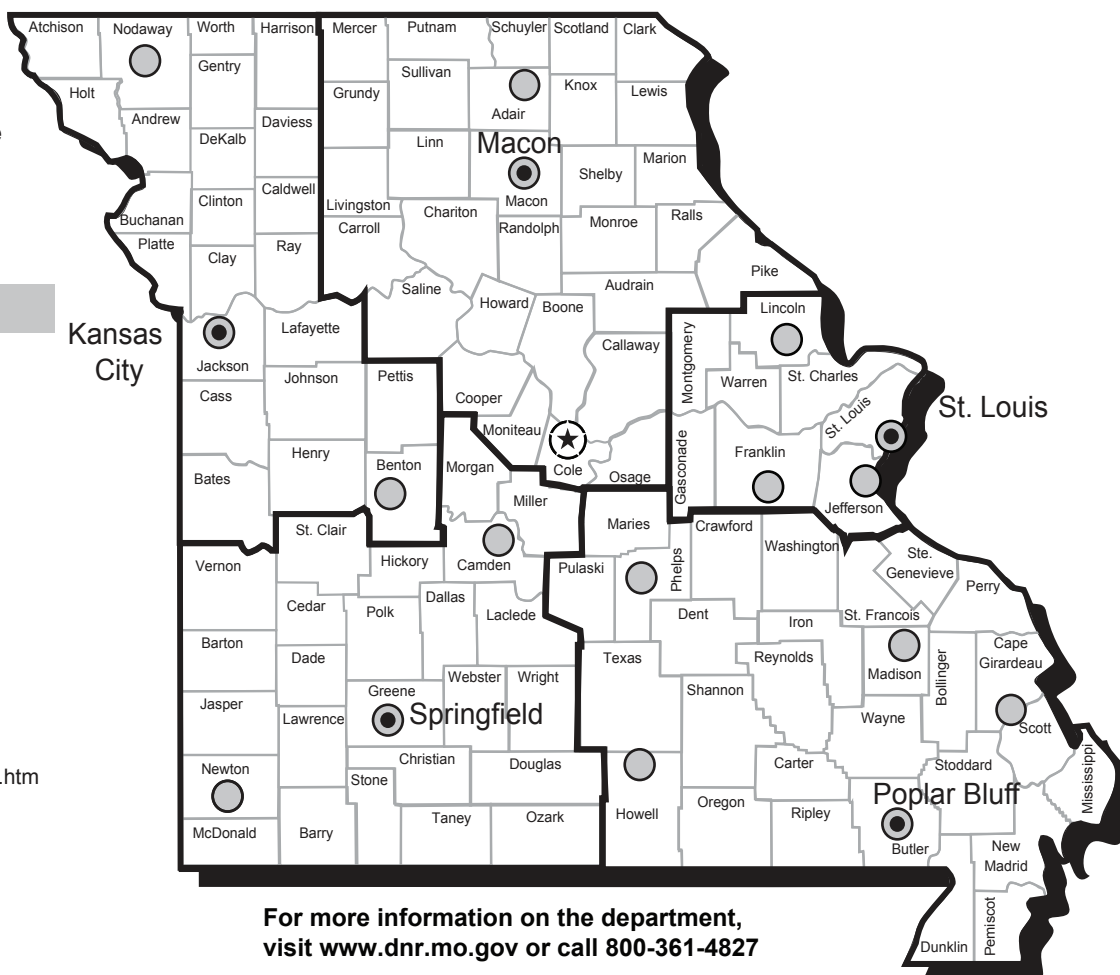 Atchison
Nodaway
Worth
Harrison
Mercer
Putnam
Schuyler
Scotland
Clark
Gentry
Sullivan
Knox
Holt
Grundy
Lewis
Andrew
Adair
Daviess
DeKalb
Linn
Macon
Marion
Shelby
Caldwell
Clinton
Livingston
Macon
Buchanan
Chariton
Carroll
Randolph
Monroe
Ralls
Platte
Ray
Clay
Pike
Saline
Audrain
Howard
Boone
Lincoln
Kansas
City
Lafayette
Callaway
Montgomery
Jackson
Johnson
Pettis
Warren
St. Charles
Cass
Cooper
St. Louis
St. Louis
Moniteau
Henry
Franklin
Benton
Morgan
Cole
Gasconade
Bates
Osage
Miller
Jefferson
St. Clair
Maries
Crawford
Washington
Ste.
Genevieve
Vernon
Hickory
Camden
Pulaski
Phelps
Perry
Cedar
Polk
Dallas
Laclede
Dent
Iron
St. Francois
Barton
Dade
Texas
Reynolds
Madison
Bollinger
Cape
Girardeau
Webster
Wright
Greene
Shannon
Jasper
Lawrence
Springfield
Wayne
Scott
Christian
Douglas
Carter
Stoddard
Mississippi
Newton
.htm
Stone
Poplar Bluff
McDonald
Barry
Taney
Ozark
Howell
Oregon
Ripley
Butler
New
Madrid
For more information on the department,
visit www.dnr.mo.gov or call 800-361-4827
Dunklin
Pemiscot